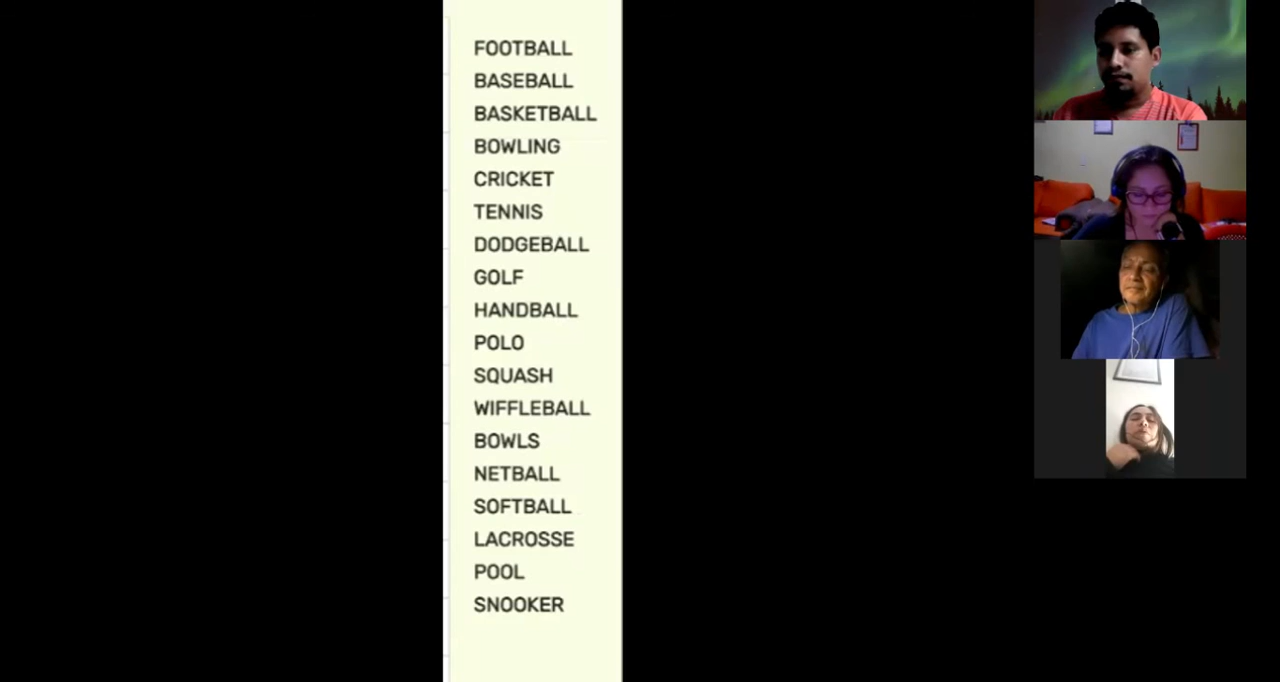 FOOTBALL
BASEBALL
BASKETBALL
BOWLING
CRICKET
TENNIS
DODGEBALL
GOLF
HANDBALL
POLO
SQUASH
WIFFLEBALL
BOWLS
NETBALL
SOFTBALL
LACROSSE
POOL
SNOOKER